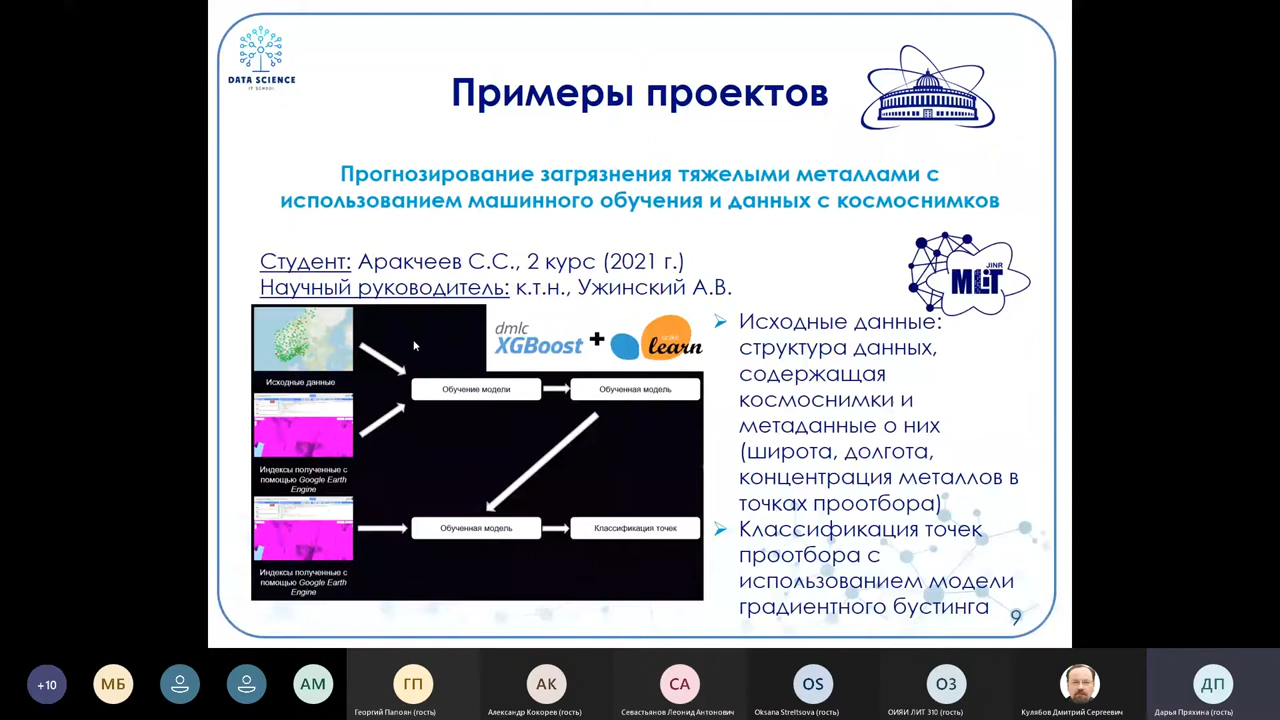 DATA SCIENCE
IT SCHOOL
Примеры проектов
Прогнозирование загрязнения тяжелыми металлами с
использованием машинного обучения и данных с космоснимков
Студент: Аракчеев С.С., 2 курс (2021 г.)
Научный руководитель: к.т.н., Ужинский А.В.
JINR
MLIT
dmlc
XGBoost + learn
Исходные данные
Обучение модели
Обученная модель
Индексы полученные с
помощью Google Earth
Engine
Обученная модель
Классификация точек
Индексы полученные с
помощью Google Earth
Engine
Исходные данные:
структура данных,
содержащая
космоснимки и
метаданные о них
(широта, долгота,
концентрация металлов в
точках проотбора)
Классификация точек
проотбора с
использованием модели
градиентного бустинга
9
+10
МБ
АМ
ГП
АК
СА
OS
ОЗ
ДП
Георгий Папоян (гость)
Александр Кокорев (гость)
Севастьянов Леонид Антонович
Oksana Streltsova (гость)
ОИЯИ ЛИТ 310 (гость)
Кулябов Дмитрий Сергеевич
Дарья Пряхина (гость)